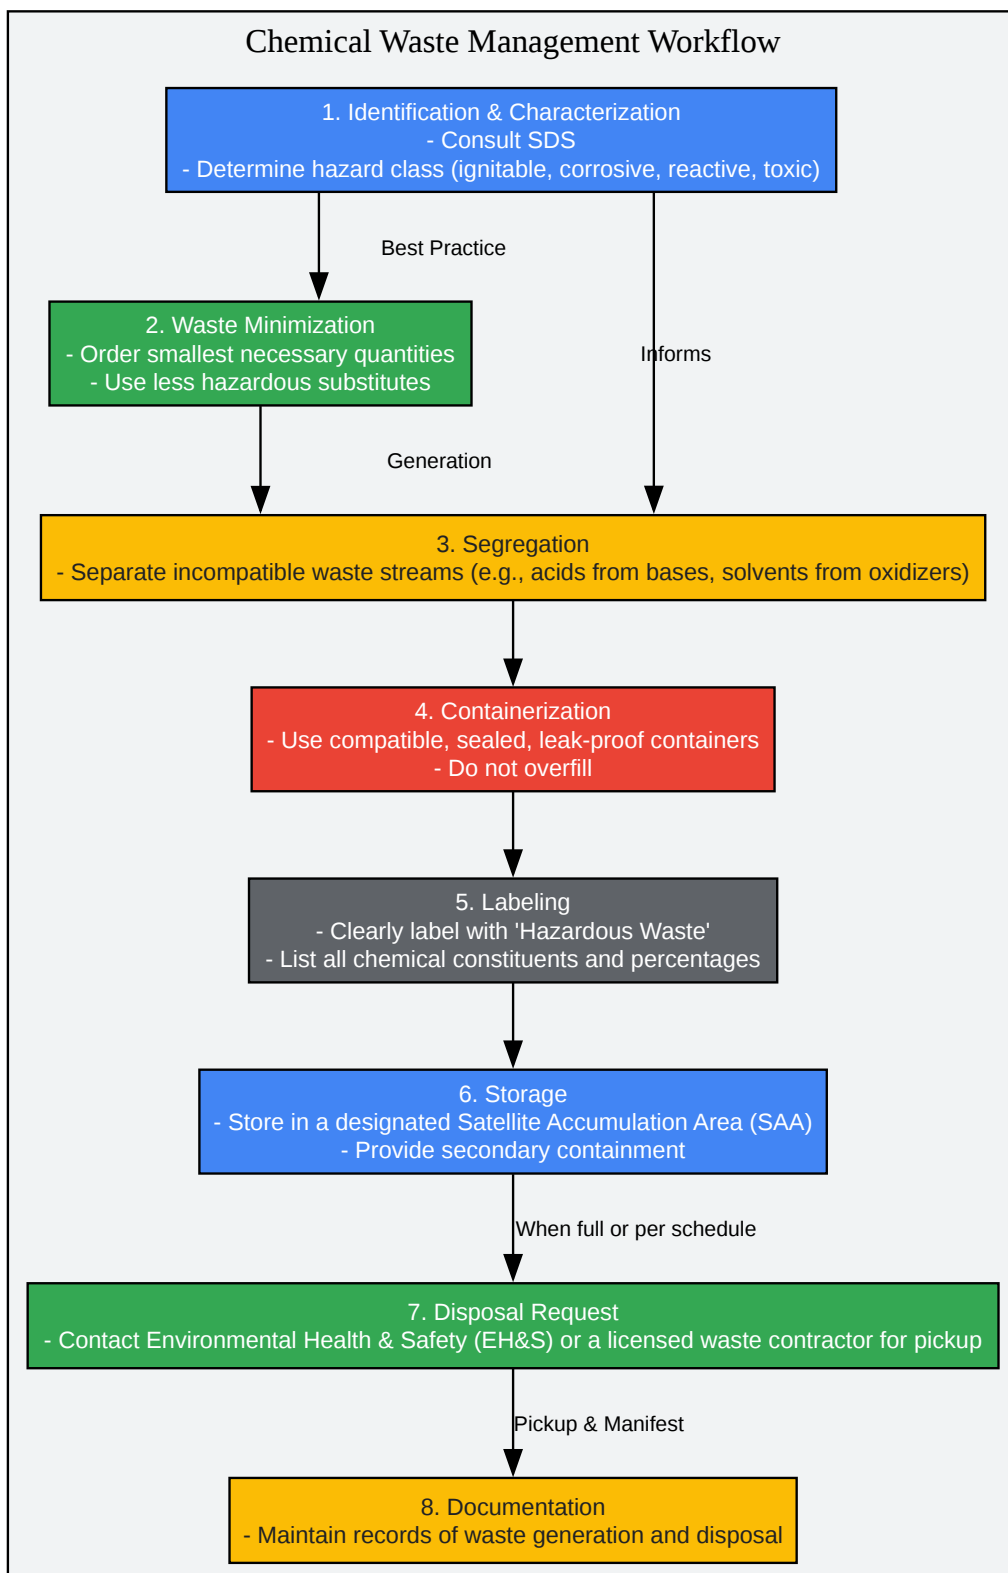 Chemical Waste Management Workflow
1. Identification & Characterization
- Consult SDS
- Determine hazard class (ignitable, corrosive, reactive, toxic)
Best Practice
2. Waste Minimization
- Order smallest necessary quantities
- Use less hazardous substitutes
Informs
Generation
3. Segregation
- Separate incompatible waste streams (e.g., acids from bases, solvents from oxidizers)
4. Containerization
- Use compatible, sealed, leak-proof containers
- Do not overfill
5. Labeling
- Clearly label with 'Hazardous Waste'
- List all chemical constituents and percentages
6. Storage
- Store in a designated Satellite Accumulation Area (SAA)
- Provide secondary containment
When full or per schedule
7. Disposal Request
- Contact Environmental Health & Safety (EH&S) or a licensed waste contractor for pickup
Pickup & Manifest
8. Documentation
- Maintain records of waste generation and disposal